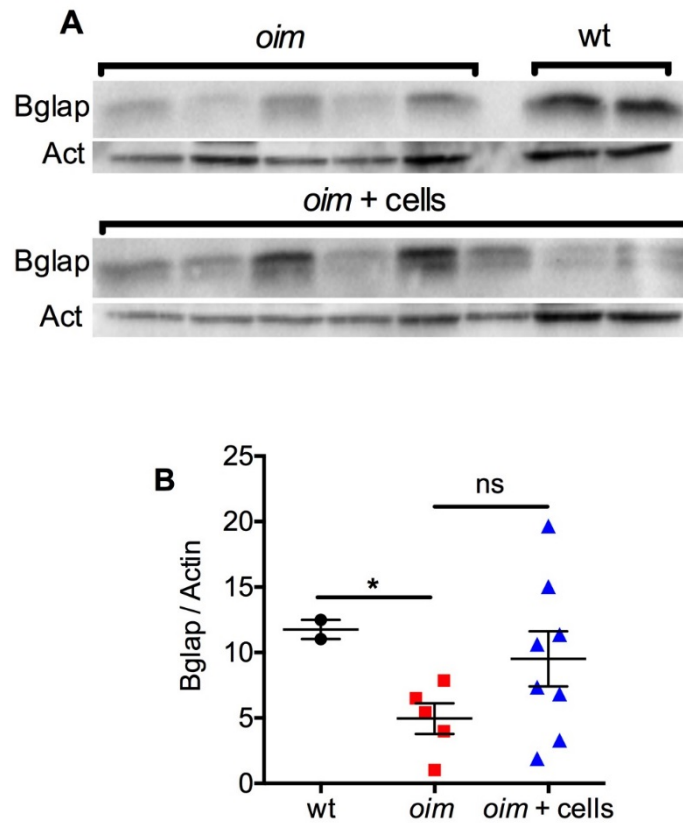 A
oim wt
Bglap
Act
oim + cells
Bglap
Act
B
25
20
15
10
5
0
Bglap / Actin
ns
*
wt oim oim + cells